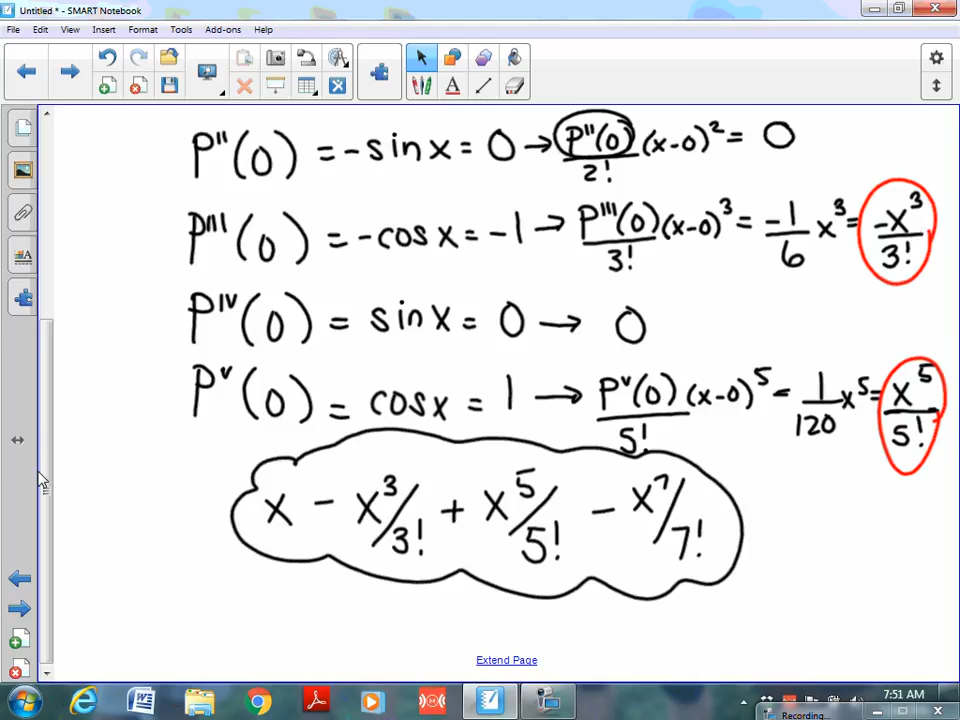 Untitled * - SMART Notebook
File Edit View Insert Format Tools Add-ons Help
P''(0) = -sin x = 0 → P''(0)/2! (x-0)² = 0
P'''(0) = -cos x = -1 → P'''(0)/3! (x-0)³ = -1/6 x³ = -x³/3!
P^IV(0) = sin x = 0 → 0
P^V(0) = cos x = 1 → P^V(0)/5! (x-0)⁵ = 1/120 x⁵ = x⁵/5!
x - x³/3! + x⁵/5! - x⁷/7!
Extend Page
7:51 AM
Recording...